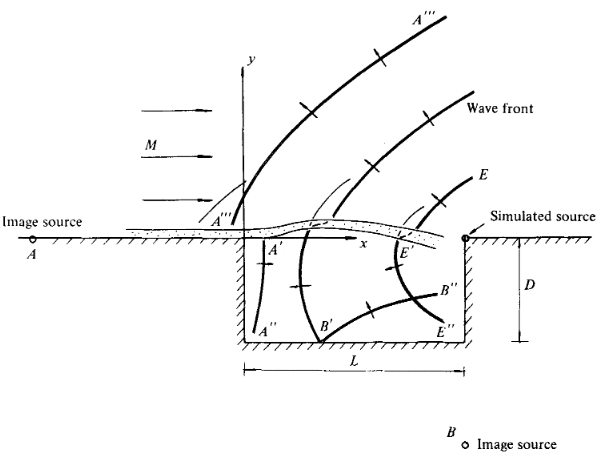 A'''
y
Wave front
M
E
A'''
Image source
Simulated source
x
A
A'
E'
D
B''
A''
B'
E''
L
B
Image source